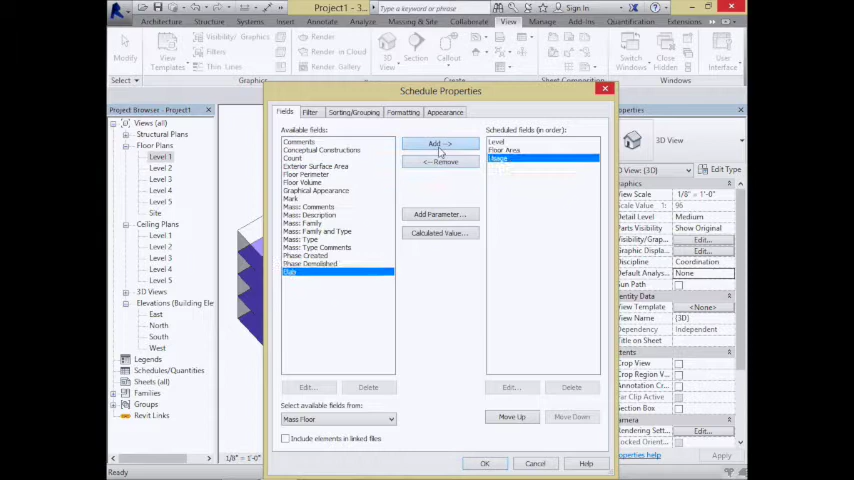 Project1 - 3...
Type a keyword or phrase
Sign In
Architecture Structure Systems Insert Annotate Analyze Massing & Site Collaborate View Manage Add-Ins Quantification Extensions
Modify
View Templates
Visibility/ Graphics
Filters
Thin Lines
Render
Render in Cloud
Render Gallery
3D View
Section
Callout
Switch Windows
Close Hidden
User Interface
Select
Graphics
Sheet Composition
Windows
Project Browser - Project1
Views (all)
Structural Plans
Floor Plans
Level 1
Level 2
Level 3
Level 4
Level 5
Site
Ceiling Plans
Level 1
Level 2
Level 3
Level 4
Level 5
3D Views
Elevations (Building Ele
East
North
South
West
Legends
Schedules/Quantities
Sheets (all)
Families
Groups
Revit Links
Schedule Properties
Fields Filter Sorting/Grouping Formatting Appearance
Available fields:
Comments
Conceptual Constructions
Count
Exterior Surface Area
Floor Perimeter
Floor Volume
Graphical Appearance
Mark
Mass: Comments
Mass: Description
Mass: Family
Mass: Family and Type
Mass: Type
Mass: Type Comments
Phase Created
Phase Demolished
Slab
Add -->
<-- Remove
Add Parameter...
Calculated Value...
Scheduled fields (in order):
Level
Floor Area
Usage
Edit...
Delete
Edit...
Delete
Select available fields from:
Mass Floor
Move Up
Move Down
Include elements in linked files
OK
Cancel
Help
roperties
3D View
View: {3D}
Edit Type
Graphics
View Scale 1/8" = 1'-0"
Scale Value 96
Detail Level Medium
Parts Visibility Show Original
Visibility/Grap... Edit...
Graphic Displa... Edit...
Discipline Coordination
Default Analys... None
Sun Path
Identity Data
View Template <None>
View Name {3D}
Dependency Independent
Title on Sheet
Extents
Crop View
Crop Region V...
Annotation Cr...
Far Clip Active
Section Box
Camera
Rendering Sett... Edit...
Locked Orient...
roperties help
Apply
Ready
1/8" = 1'-0"